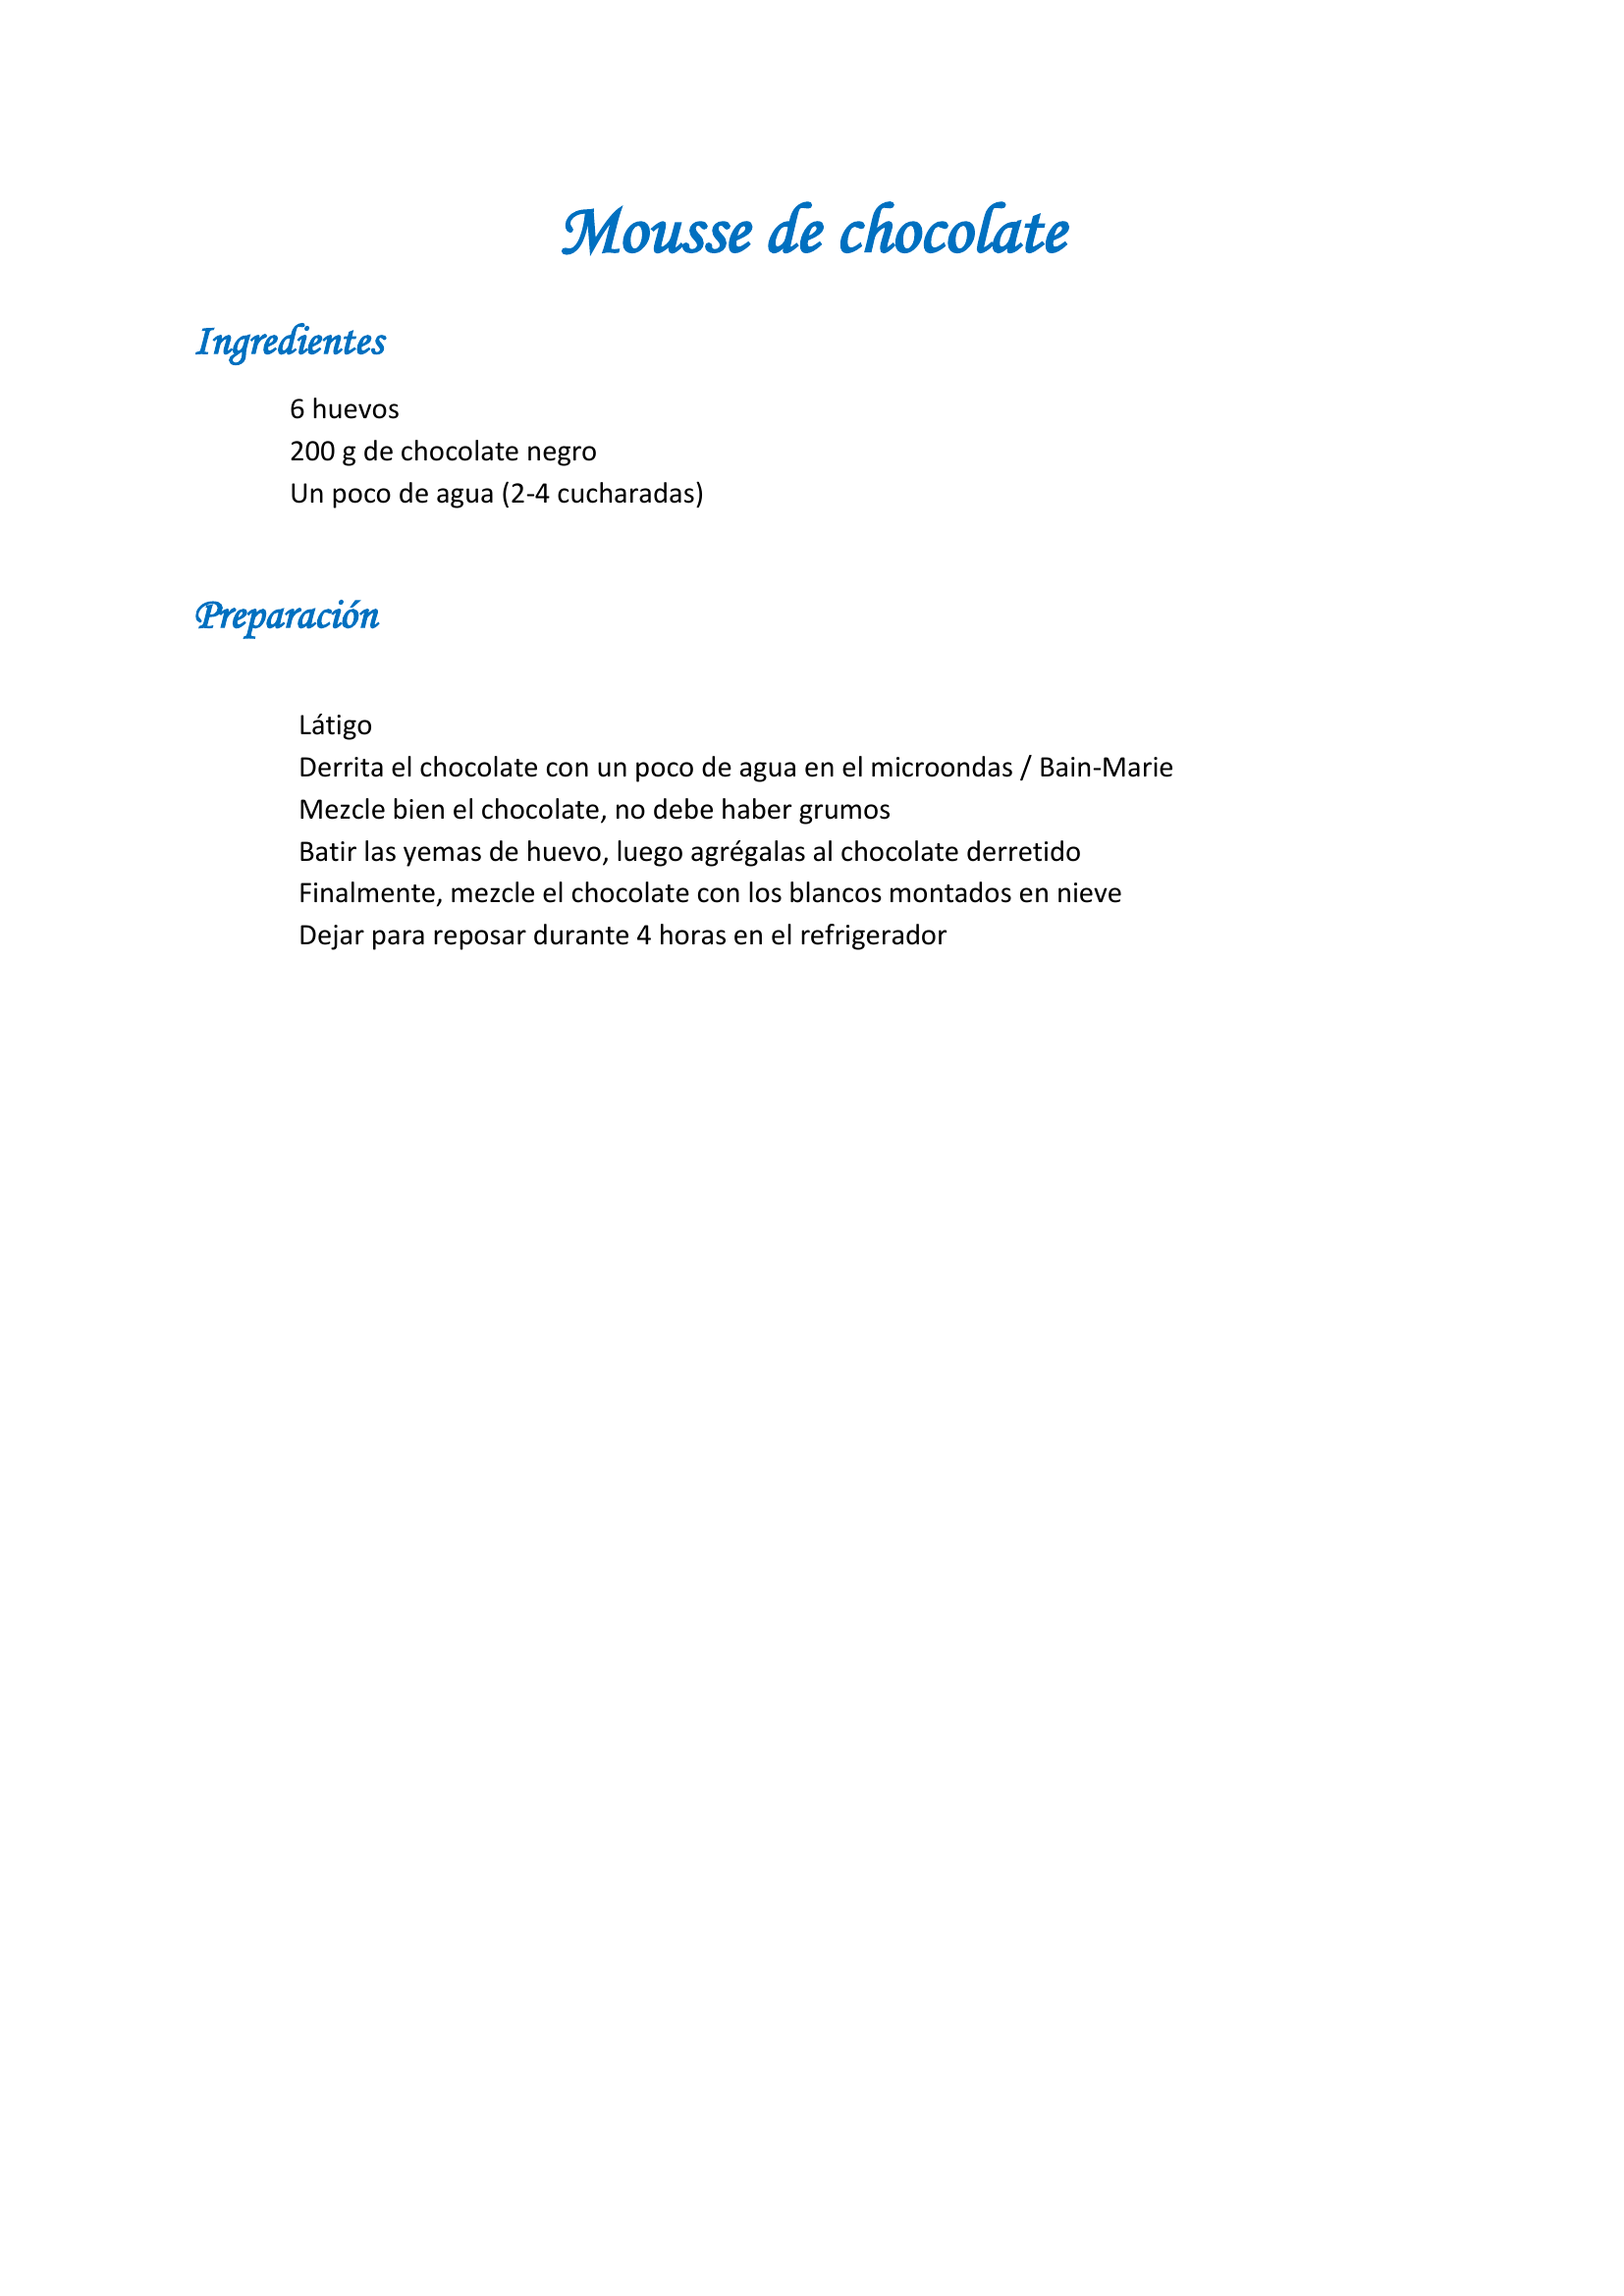 Mousse de chocolate
Ingredientes
6 huevos
200 g de chocolate negro
Un poco de agua (2-4 cucharadas)
Preparación
Látigo
Derrita el chocolate con un poco de agua en el microondas / Bain-Marie
Mezcle bien el chocolate, no debe haber grumos
Batir las yemas de huevo, luego agrégalas al chocolate derretido
Finalmente, mezcle el chocolate con los blancos montados en nieve
Dejar para reposar durante 4 horas en el refrigerador